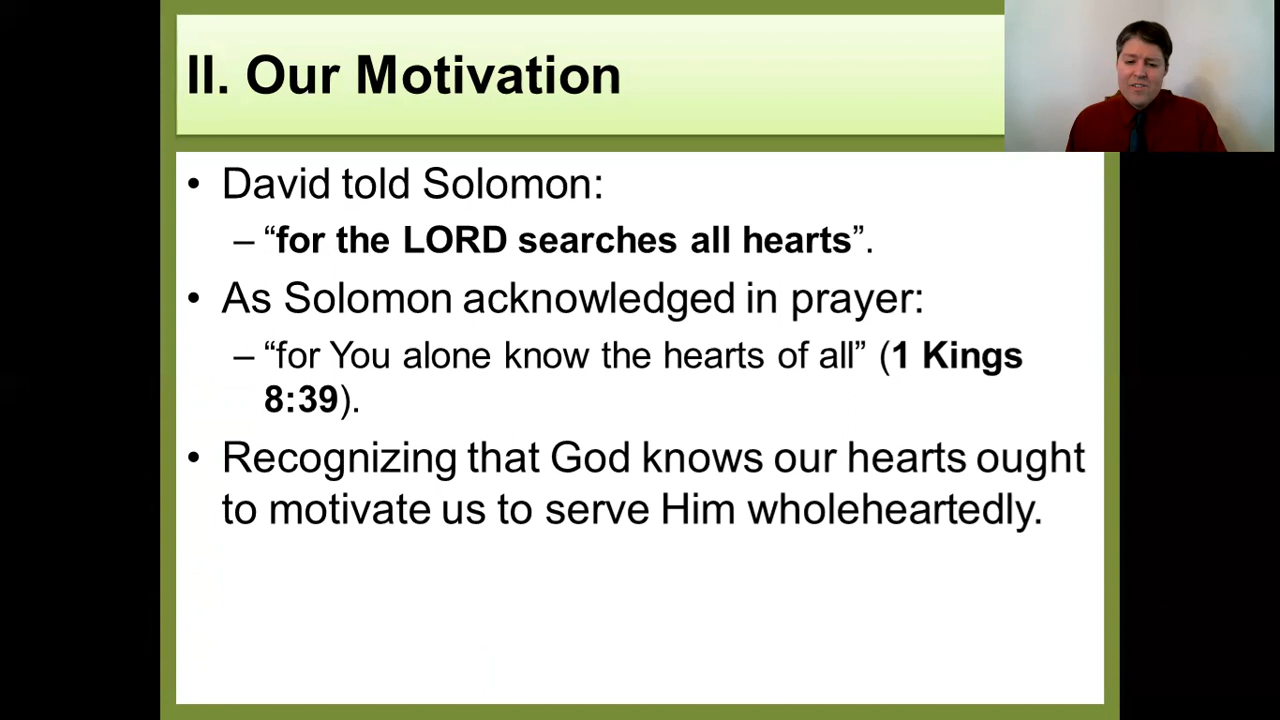 II. Our Motivation
• David told Solomon:
– “for the LORD searches all hearts”.
• As Solomon acknowledged in prayer:
– “for You alone know the hearts of all” (1 Kings
8:39).
• Recognizing that God knows our hearts ought
to motivate us to serve Him wholeheartedly.